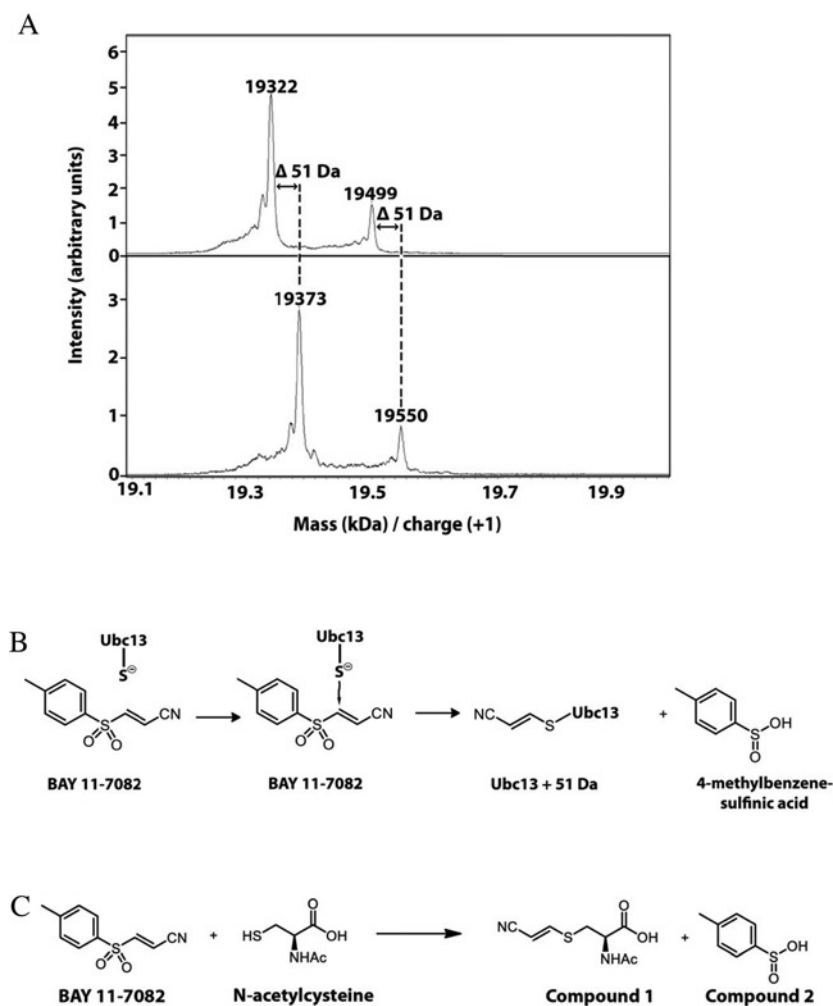 A
19322
Δ 51 Da
19499
Δ 51 Da
6
5
4
3
2
1
0
Intensity (arbitrary units)
19373
19550
3
2
1
0
19.1 19.3 19.5 19.7 19.9
Mass (kDa) / charge (+1)
B
Ubc13
S⊖
S
O O
CN
BAY 11-7082
Ubc13
S⊖
S
O O
CN
BAY 11-7082
NC
S
Ubc13
Ubc13 + 51 Da
+
S
OH
O
4-methylbenzene-
sulfinic acid
C
S
O O
CN
BAY 11-7082
+
HS
O
OH
NHAc
N-acetylcysteine
NC
S
O
OH
NHAc
Compound 1
+
S
OH
O
Compound 2